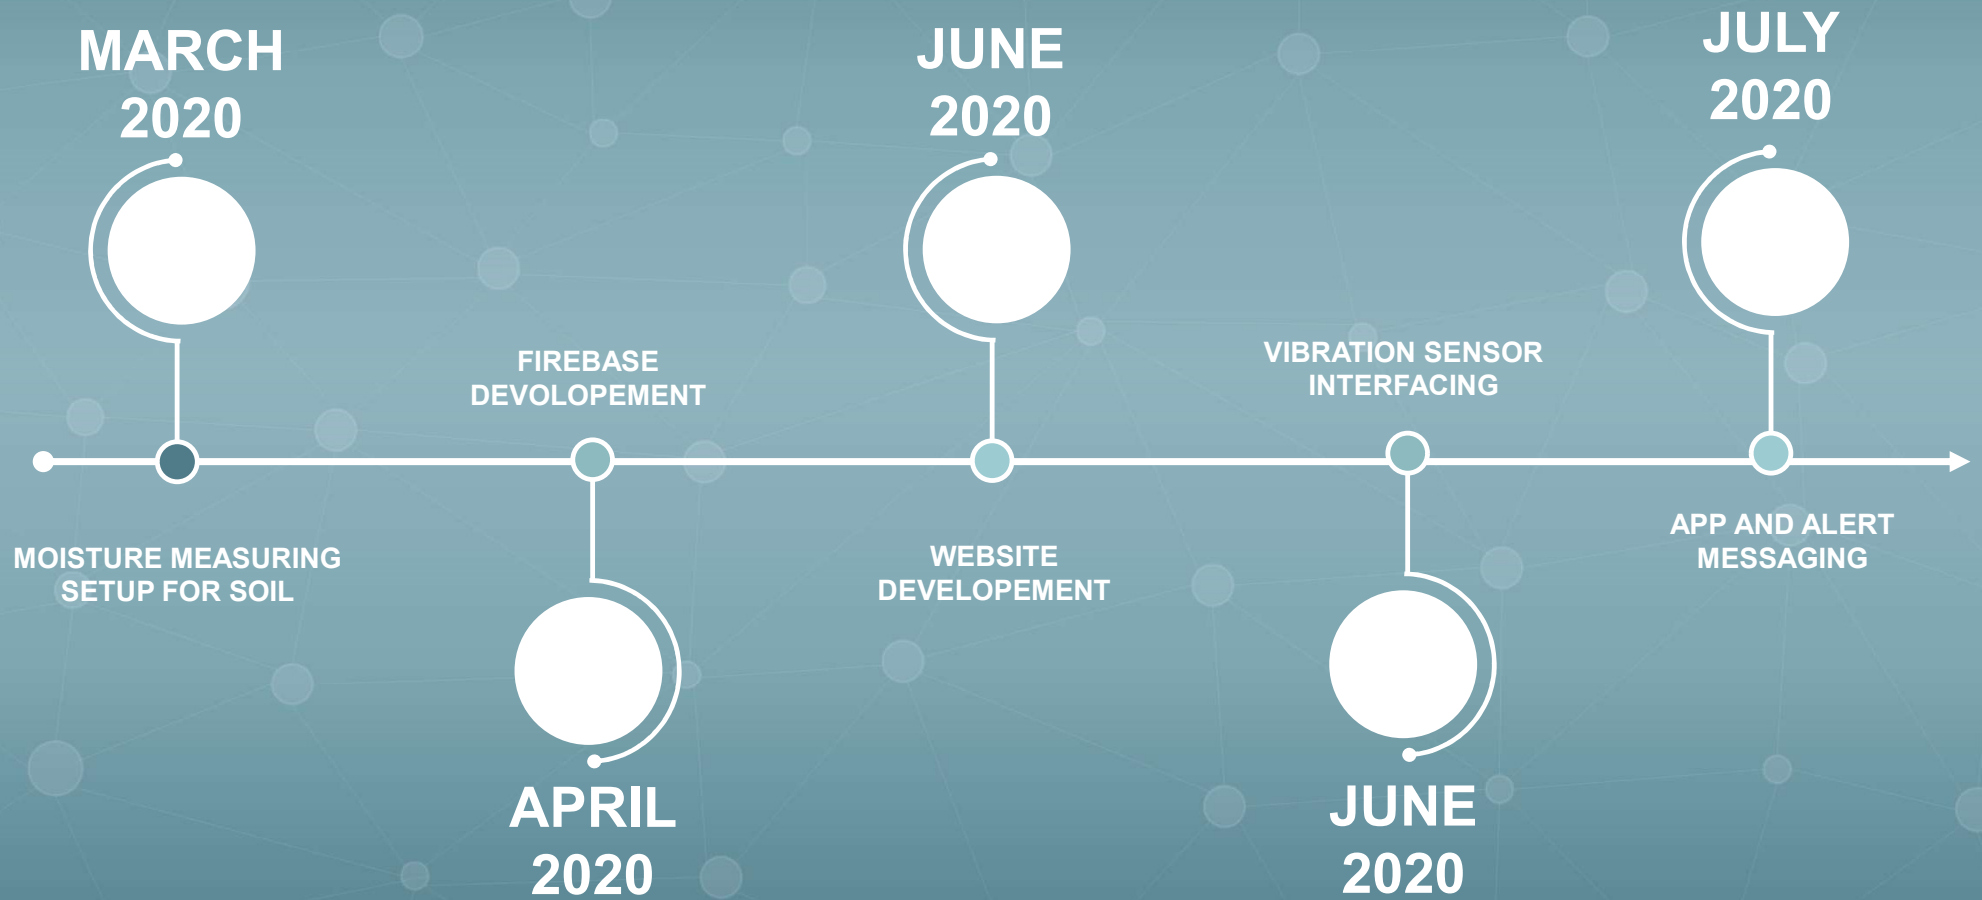 MARCH
2020
MOISTURE MEASURING
SETUP FOR SOIL
FIREBASE
DEVOLOPEMENT
APRIL
2020
JUNE
2020
WEBSITE
DEVELOPEMENT
VIBRATION SENSOR
INTERFACING
JUNE
2020
JULY
2020
APP AND ALERT
MESSAGING